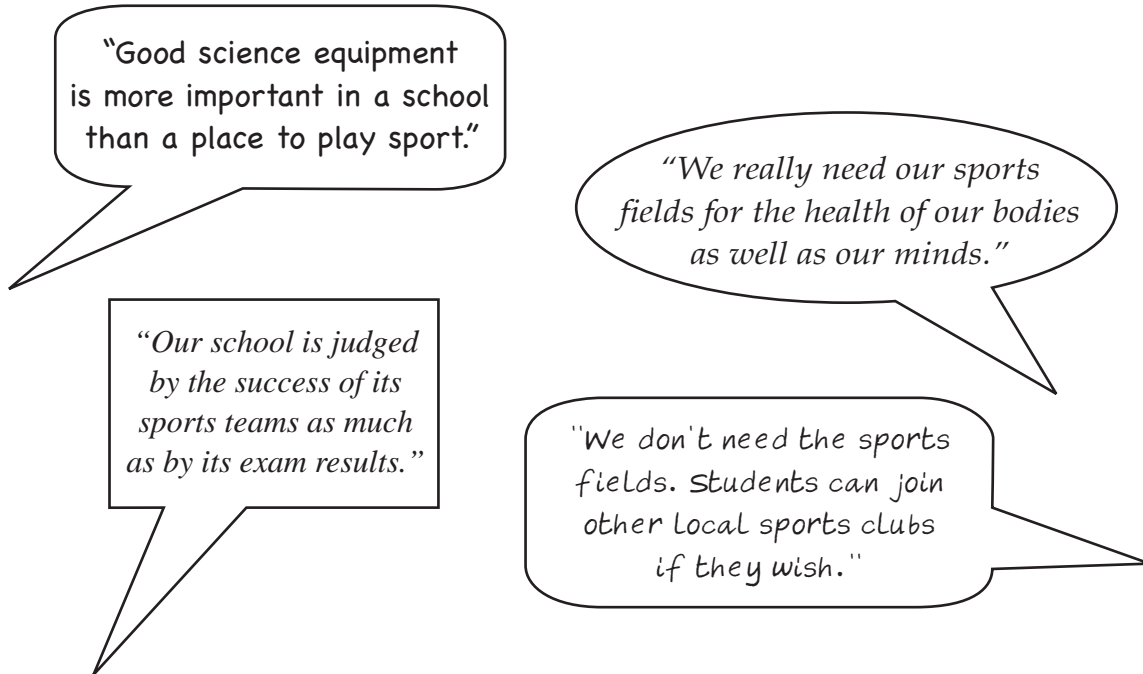 “Good science equipment
is more important in a school
than a place to play sport.”
“We really need our sports
fields for the health of our bodies
as well as our minds.”
“Our school is judged
by the success of its
sports teams as much
as by its exam results.”
"We don't need the sports
fields. Students can join
other local sports clubs
if they wish."